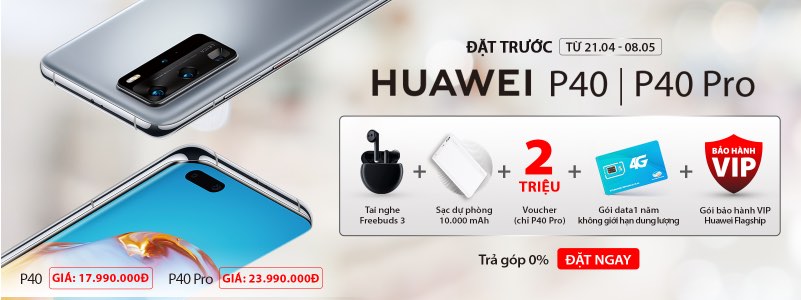 ĐẶT TRƯỚC TỪ 21.04 - 08.05
HUAWEI P40 | P40 Pro
Tai nghe
Freebuds 3
+
Sạc dự phòng
10.000 mAh
+
2
TRIỆU
Voucher
(chỉ P40 Pro)
+
4G
Gói data1 năm
không giới hạn dung lượng
+
BẢO HÀNH
VIP
Gói bảo hành VIP
Huawei Flagship
Trả góp 0% ĐẶT NGAY
P40 GIÁ: 17.990.000Đ P40 Pro GIÁ: 23.990.000Đ